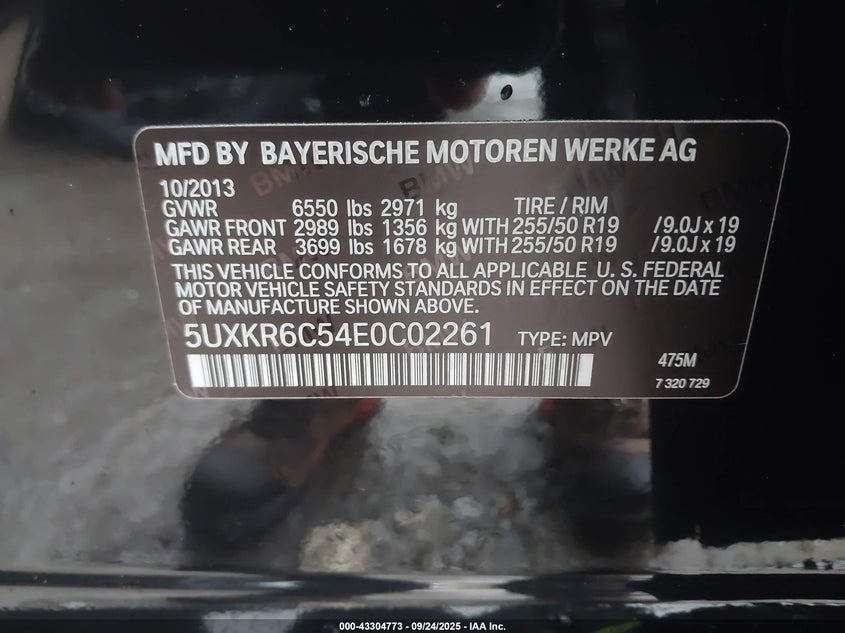 MFD BY BAYERISCHE MOTOREN WERKE AG
10/2013
GVWR 6550 lbs 2971 kg TIRE / RIM
GAWR FRONT 2989 lbs 1356 kg WITH 255/50 R19 /9.0J x 19
GAWR REAR 3699 lbs 1678 kg WITH 255/50 R19 /9.0J x 19
THIS VEHICLE CONFORMS TO ALL APPLICABLE U. S. FEDERAL
MOTOR VEHICLE SAFETY STANDARDS IN EFFECT ON THE DATE
OF MANUFACTURE SHOWN ABOVE.
5UXKR6C54E0C02261 TYPE: MPV
475M
7 320 729
000-43304773 - 09/24/2025 - IAA Inc.